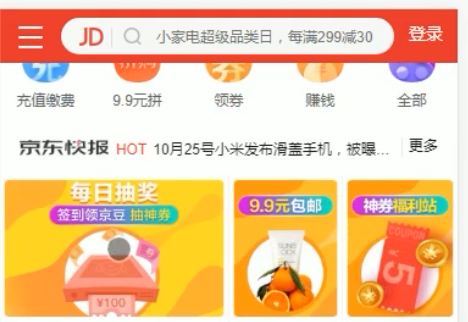 JD 小家电超级品类日，每满299减30 登录
充值缴费 9.9元拼 领券 赚钱 全部
京东快报 HOT 10月25号小米发布滑盖手机，被曝... 更多
每日抽奖
签到领京豆 抽神券
¥100
9.9元包邮
神券福利站
COUPON
5